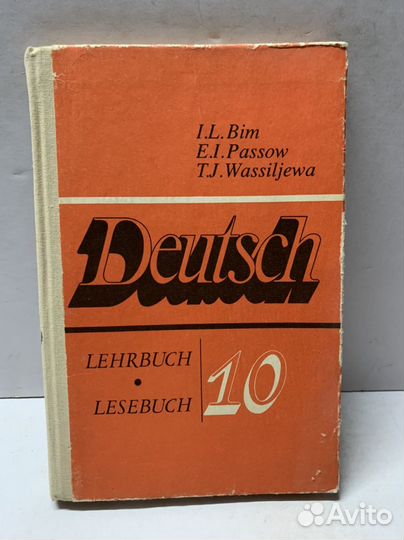 I.L. Bim
E.I. Passow
T.J. Wassiljewa
Deutsch
LEHRBUCH
•
LESEBUCH
10
Avito